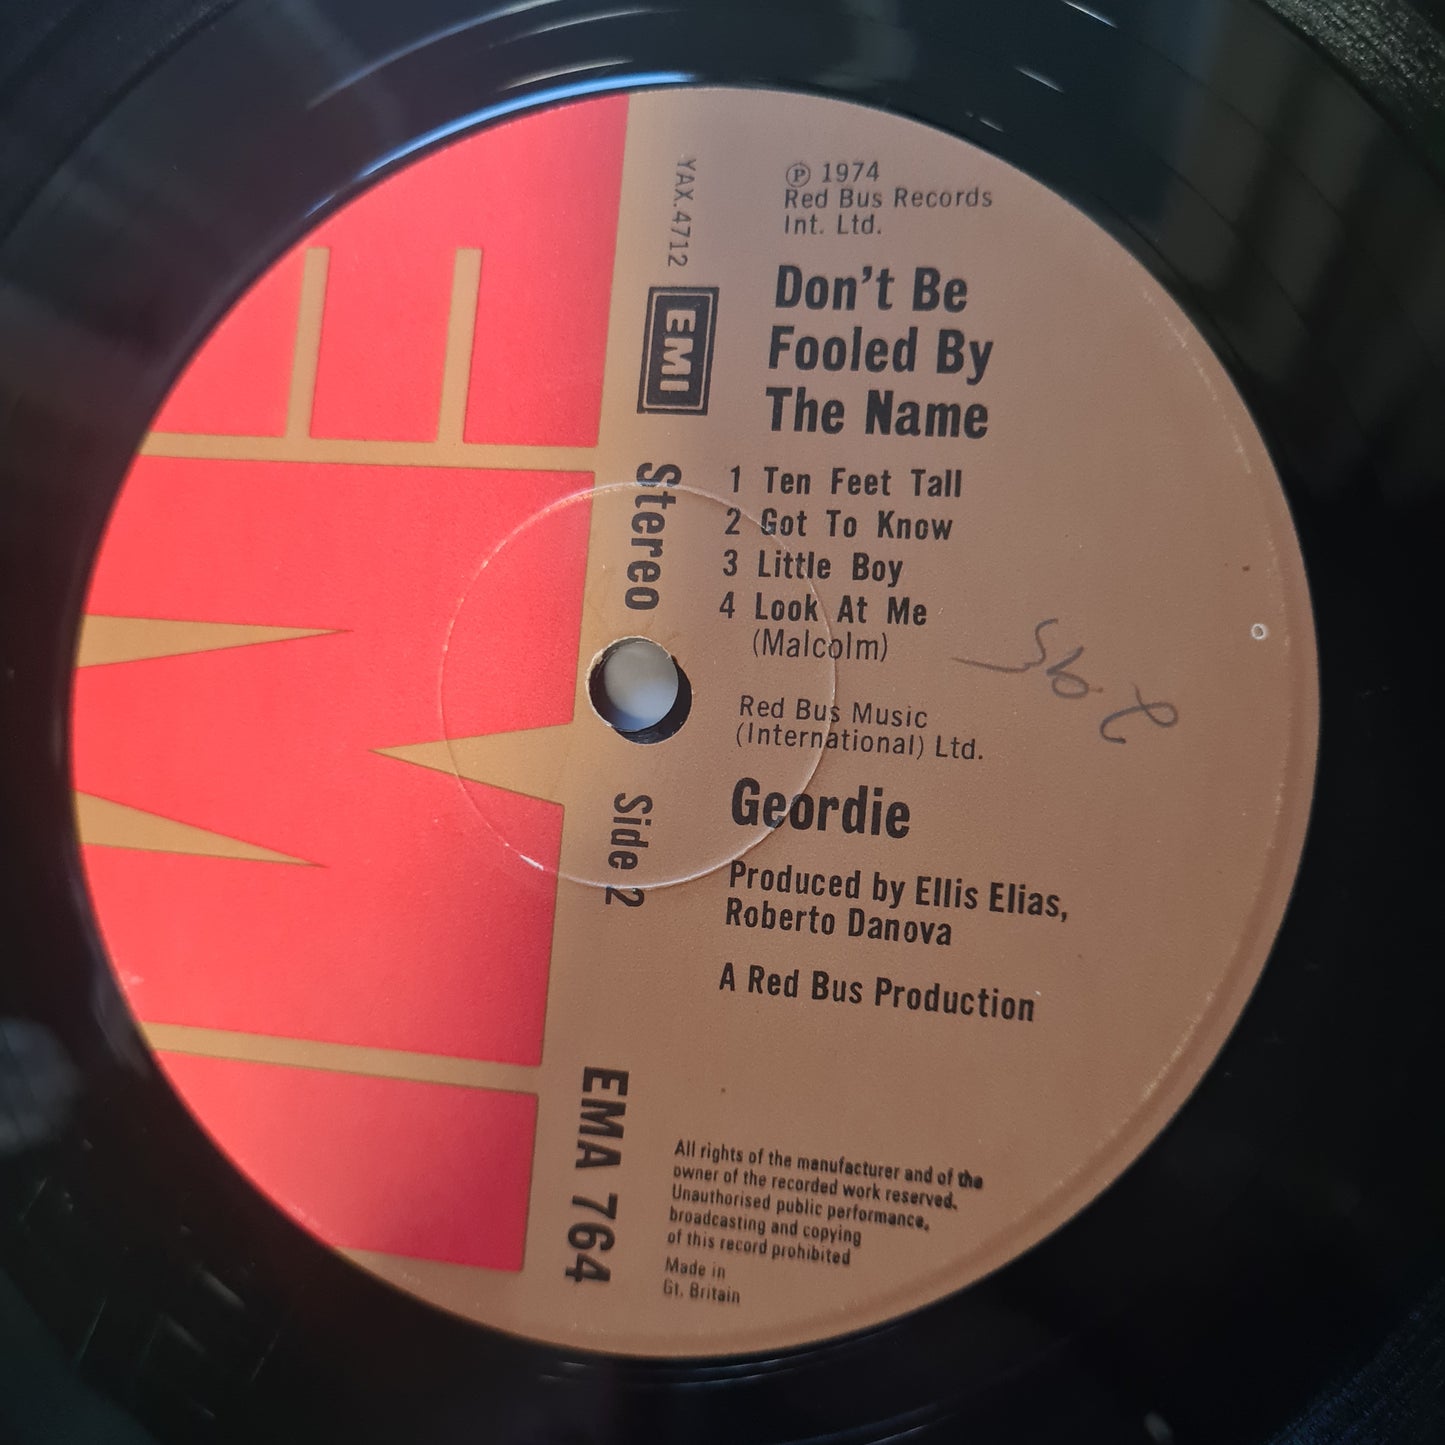 ℗ 1974
Red Bus Records
Int. Ltd.
YAX.4712
EMI
Don't Be
Fooled By
The Name
Stereo
1 Ten Feet Tall
2 Got To Know
3 Little Boy
4 Look At Me
(Malcolm)
2.95
Red Bus Music
(International) Ltd.
Side 2
Geordie
Produced by Ellis Elias,
Roberto Danova
A Red Bus Production
EMA 764
All rights of the manufacturer and of the
owner of the recorded work reserved.
Unauthorised public performance,
broadcasting and copying
of this record prohibited
Made in
Gt. Britain
EMI